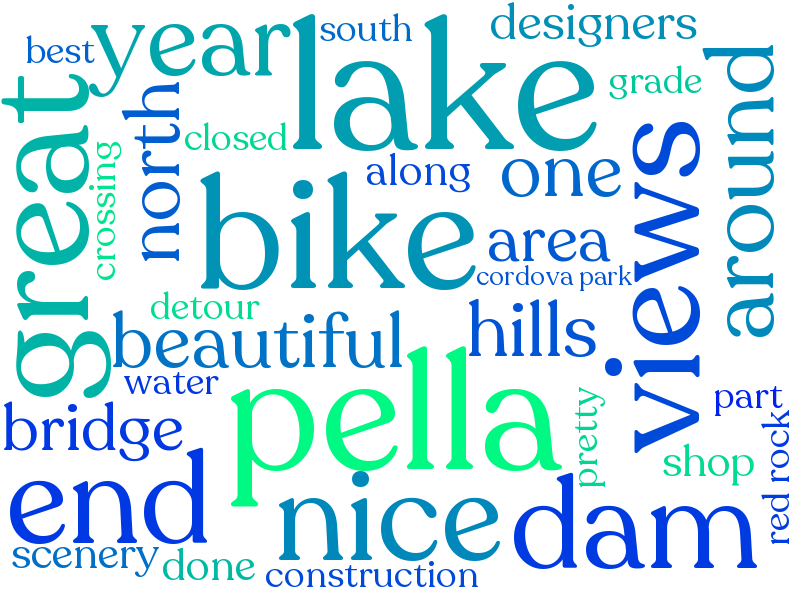 best
year
south
designers
lake
great
crossing
north
closed
grade
around
along
one
views
bike
area
cordova park
detour
beautiful
hills
water
pella
bridge
pretty
part
red rock
shop
end
nice
dam
scenery
done
construction